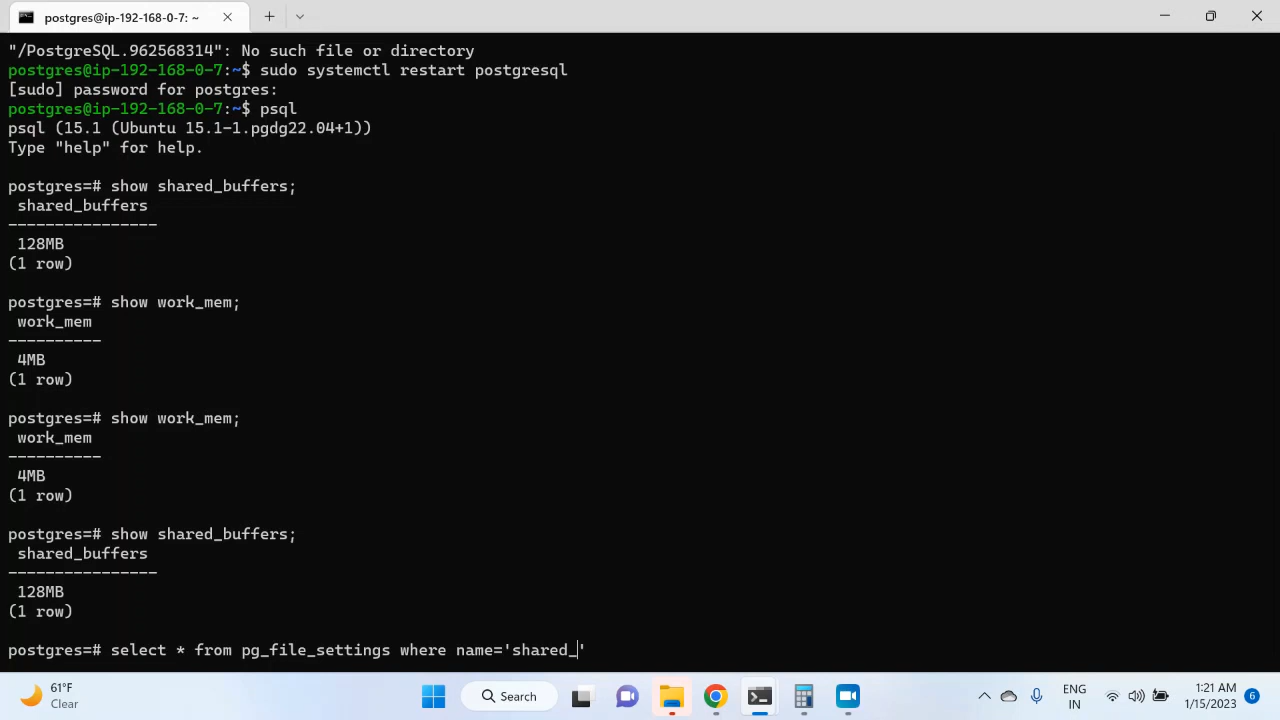 postgres@ip-192-168-0-7: ~
"/PostgreSQL.962568314": No such file or directory
postgres@ip-192-168-0-7:~$ sudo systemctl restart postgresql
[sudo] password for postgres:
postgres@ip-192-168-0-7:~$ psql
psql (15.1 (Ubuntu 15.1-1.pgdg22.04+1))
Type "help" for help.
postgres=# show shared_buffers;
shared_buffers
----------------
128MB
(1 row)
postgres=# show work_mem;
work_mem
----------
4MB
(1 row)
postgres=# show work_mem;
work_mem
----------
4MB
(1 row)
postgres=# show shared_buffers;
shared_buffers
----------------
128MB
(1 row)
postgres=# select * from pg_file_settings where name='shared_'
61°F
Clear
Search
ENG
IN
1:21 AM
1/15/2023
6